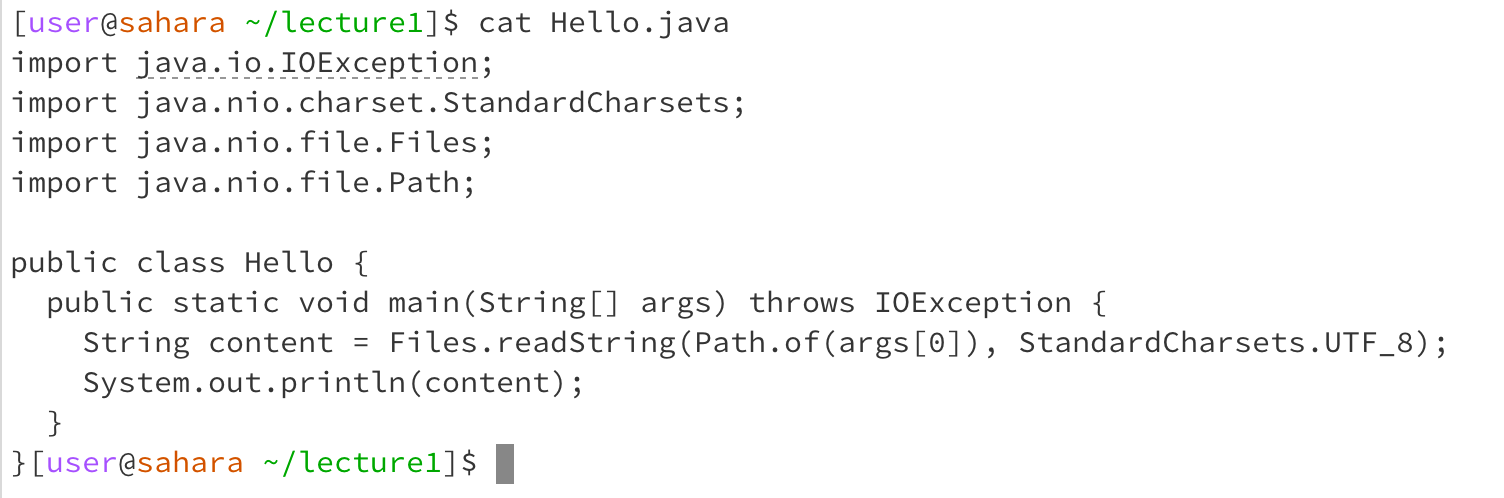 [user@sahara ~/lecture1]$ cat Hello.java
import java.io.IOException;
import java.nio.charset.StandardCharsets;
import java.nio.file.Files;
import java.nio.file.Path;

public class Hello {
  public static void main(String[] args) throws IOException {
    String content = Files.readString(Path.of(args[0]), StandardCharsets.UTF_8);
    System.out.println(content);
  }
}[user@sahara ~/lecture1]$